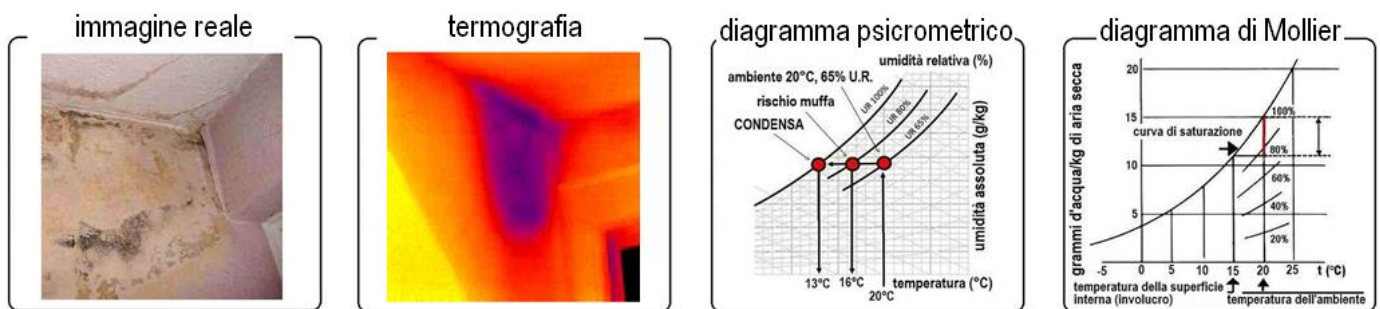 immagine reale
termografia
diagramma psicrometrico
umidità relativa (%)
ambiente 20°C, 65% U.R.
rischio muffa
CONDENSA
UR 100%
UR 80%
UR 65%
umidità assoluta (g/kg)
13°C
16°C
20°C
temperatura (°C)
diagramma di Mollier
grammi d'acqua/kg di aria secca
20
15
10
5
curva di saturazione
100%
80%
60%
40%
20%
-5
0
5
10
15
20
25
t (°C)
temperatura della superficie
interna (involucro)
temperatura dell'ambiente